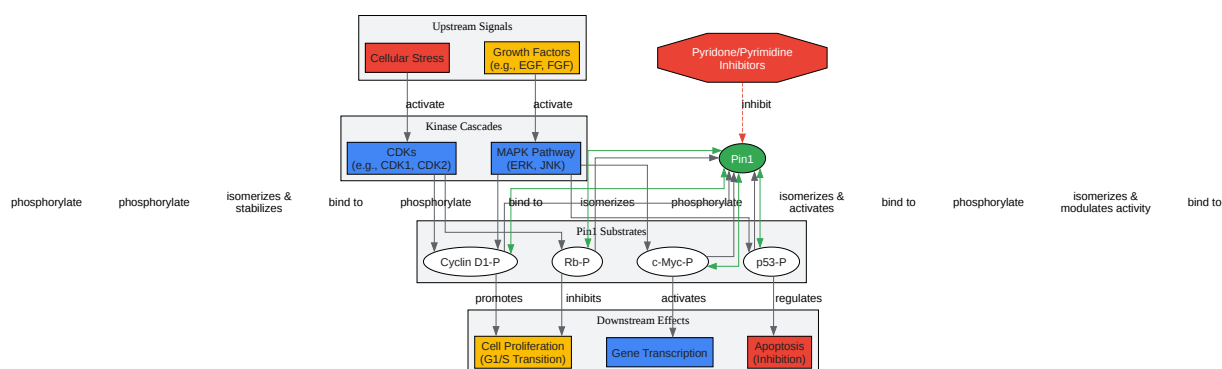 Upstream Signals
Cellular Stress
Growth Factors
(e.g., EGF, FGF)
Pyridone/Pyrimidine
Inhibitors
activate
activate
inhibit
Kinase Cascades
CDKs
(e.g., CDK1, CDK2)
MAPK Pathway
(ERK, JNK)
Pin1
phosphorylate
phosphorylate
isomerizes &
stabilizes
bind to
phosphorylate
bind to
isomerizes
phosphorylate
isomerizes &
activates
bind to
phosphorylate
isomerizes &
modulates activity
bind to
Pin1 Substrates
Cyclin D1-P
Rb-P
c-Myc-P
p53-P
promotes
inhibits
activates
regulates
Downstream Effects
Cell Proliferation
(G1/S Transition)
Gene Transcription
Apoptosis
(Inhibition)